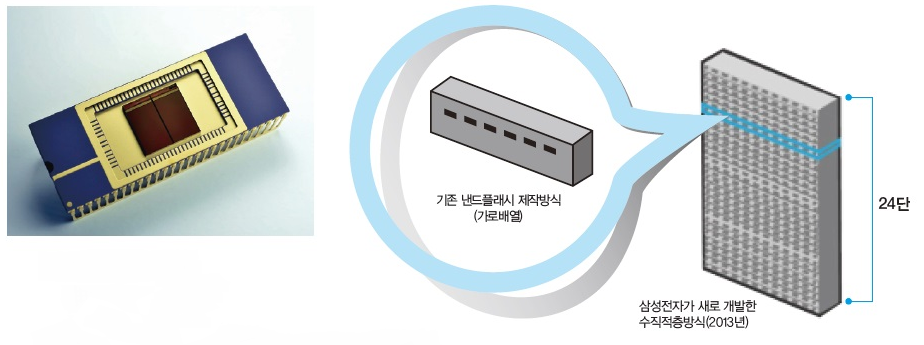 기존 낸드플래시 제작방식
(가로배열)
24단
삼성전자가 새로 개발한
수직적층방식(2013년)